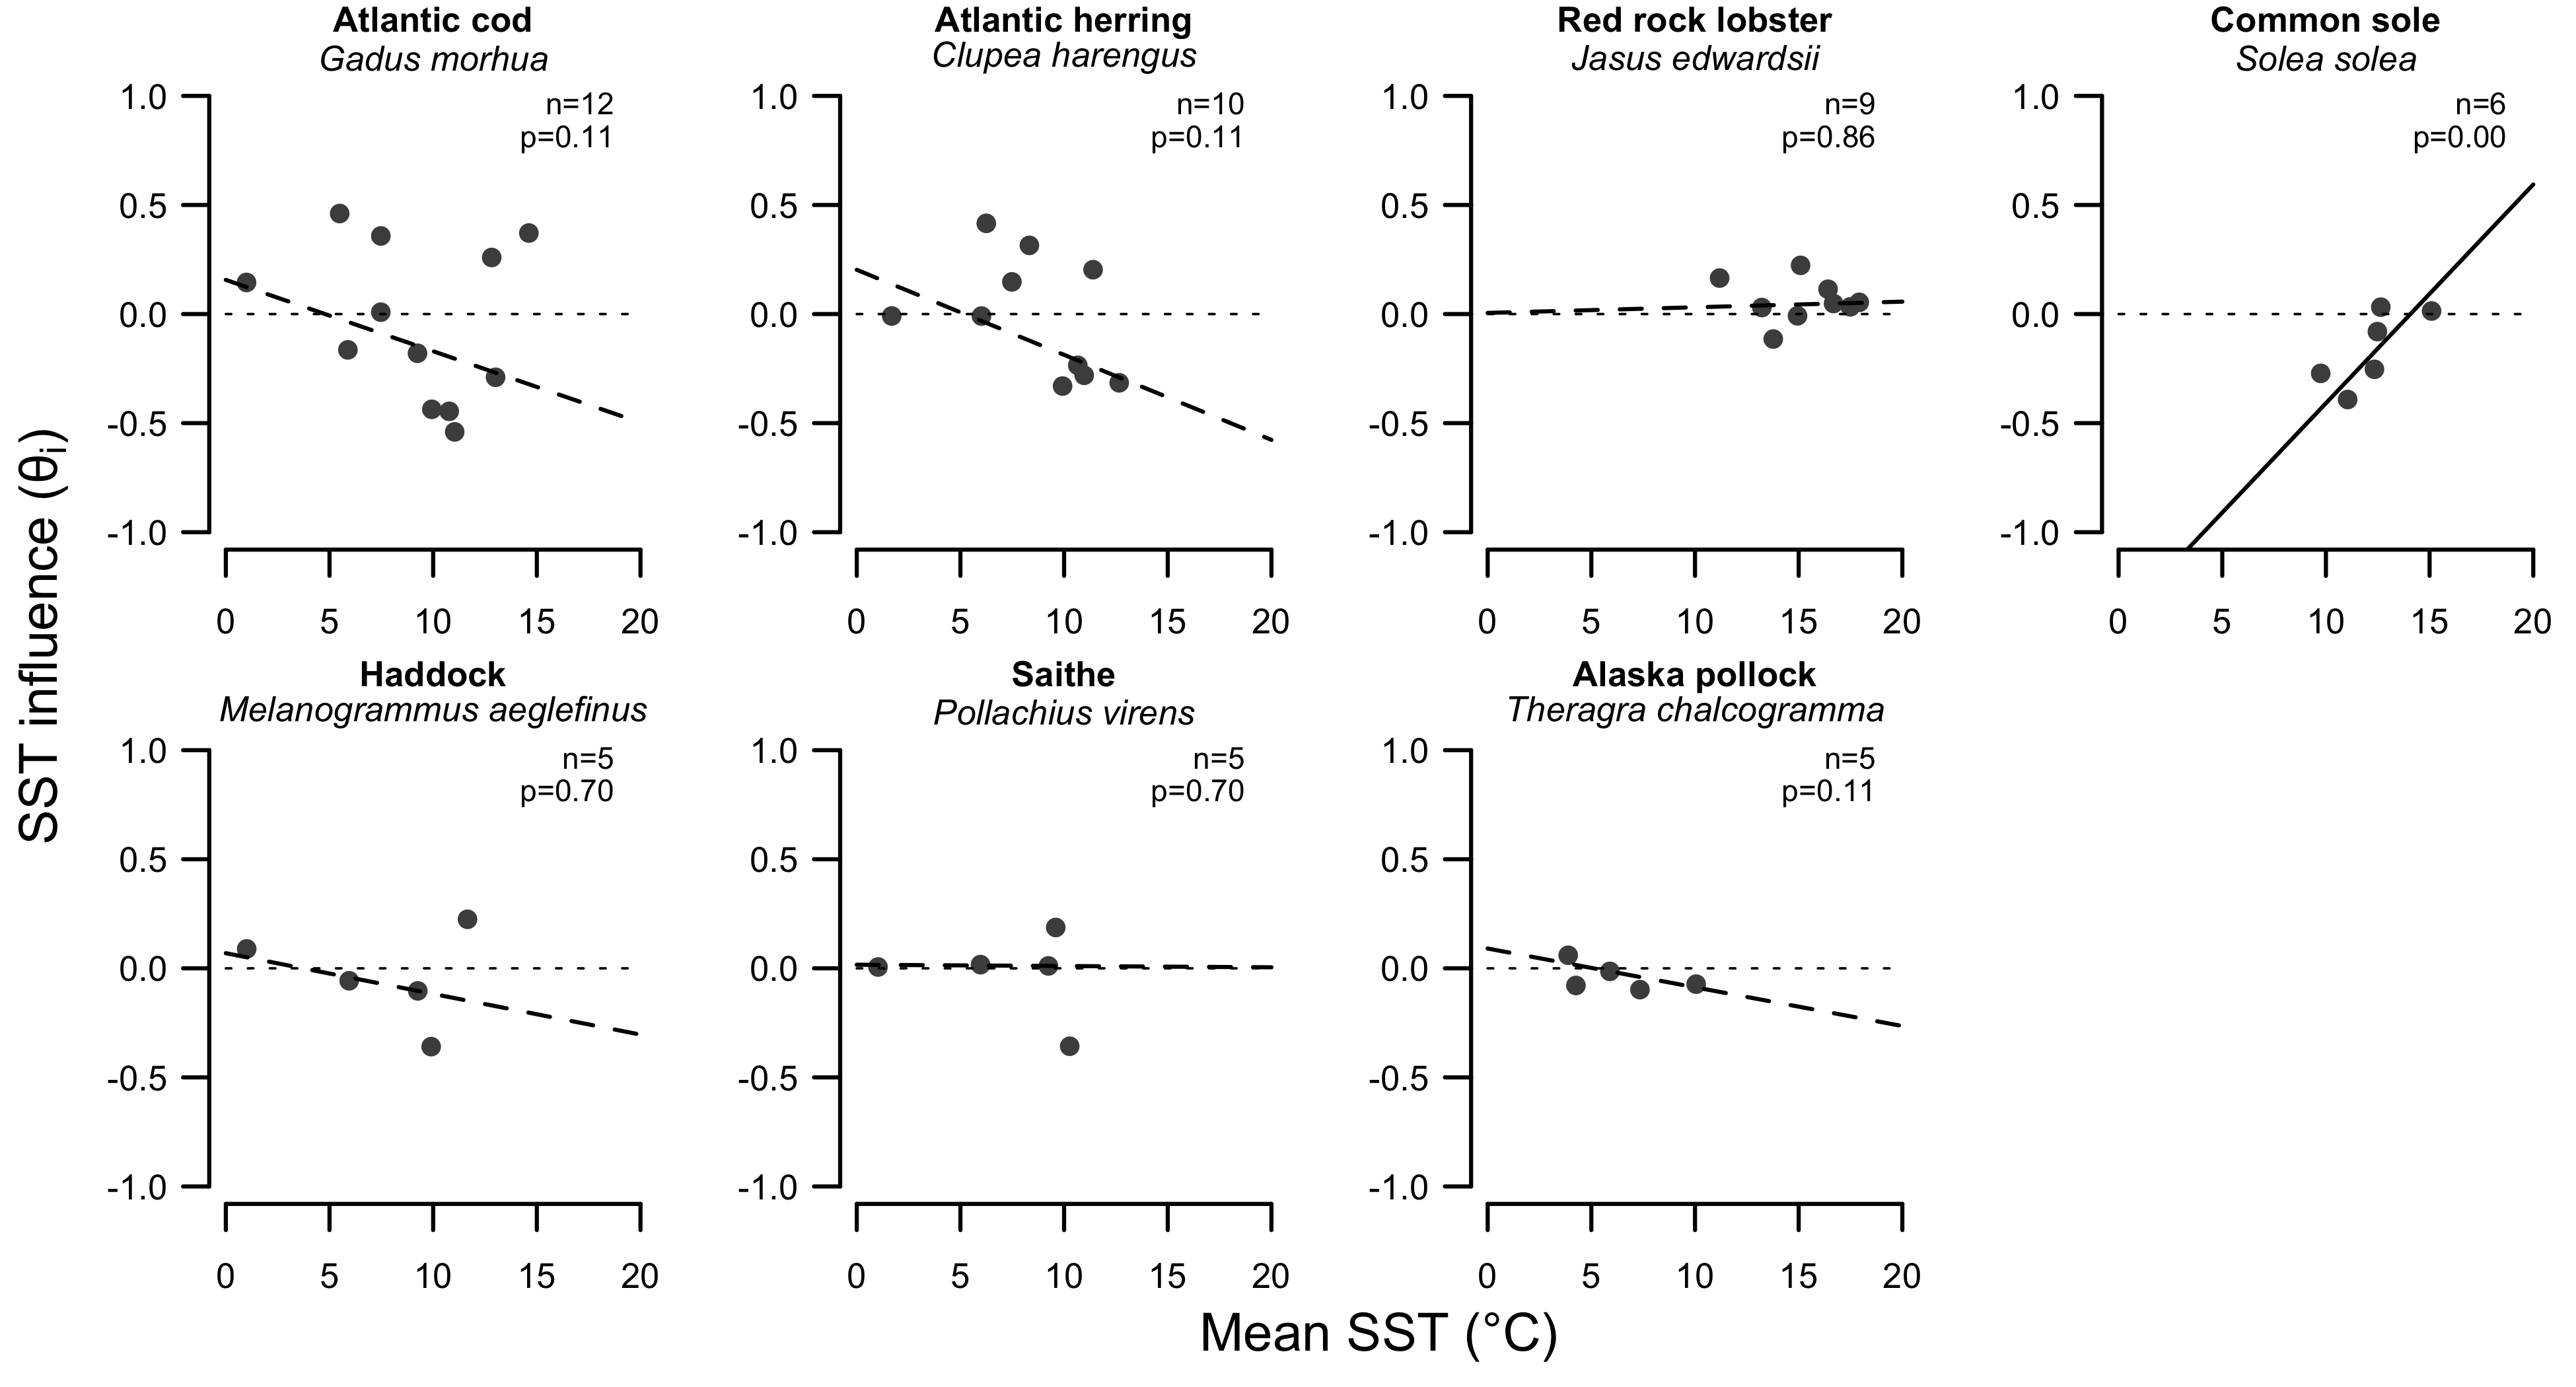 Atlantic cod
Gadus morhua
n=12
p=0.11
1.0
0.5
0.0
-0.5
-1.0
0 5 10 15 20
Atlantic herring
Clupea harengus
n=10
p=0.11
1.0
0.5
0.0
-0.5
-1.0
0 5 10 15 20
Red rock lobster
Jasus edwardsii
n=9
p=0.86
1.0
0.5
0.0
-0.5
-1.0
0 5 10 15 20
Common sole
Solea solea
n=6
p=0.00
1.0
0.5
0.0
-0.5
-1.0
0 5 10 15 20
Haddock
Melanogrammus aeglefinus
n=5
p=0.70
1.0
0.5
0.0
-0.5
-1.0
0 5 10 15 20
Saithe
Pollachius virens
n=5
p=0.70
1.0
0.5
0.0
-0.5
-1.0
0 5 10 15 20
Alaska pollock
Theragra chalcogramma
n=5
p=0.11
1.0
0.5
0.0
-0.5
-1.0
0 5 10 15 20
SST influence (θi)
Mean SST (°C)